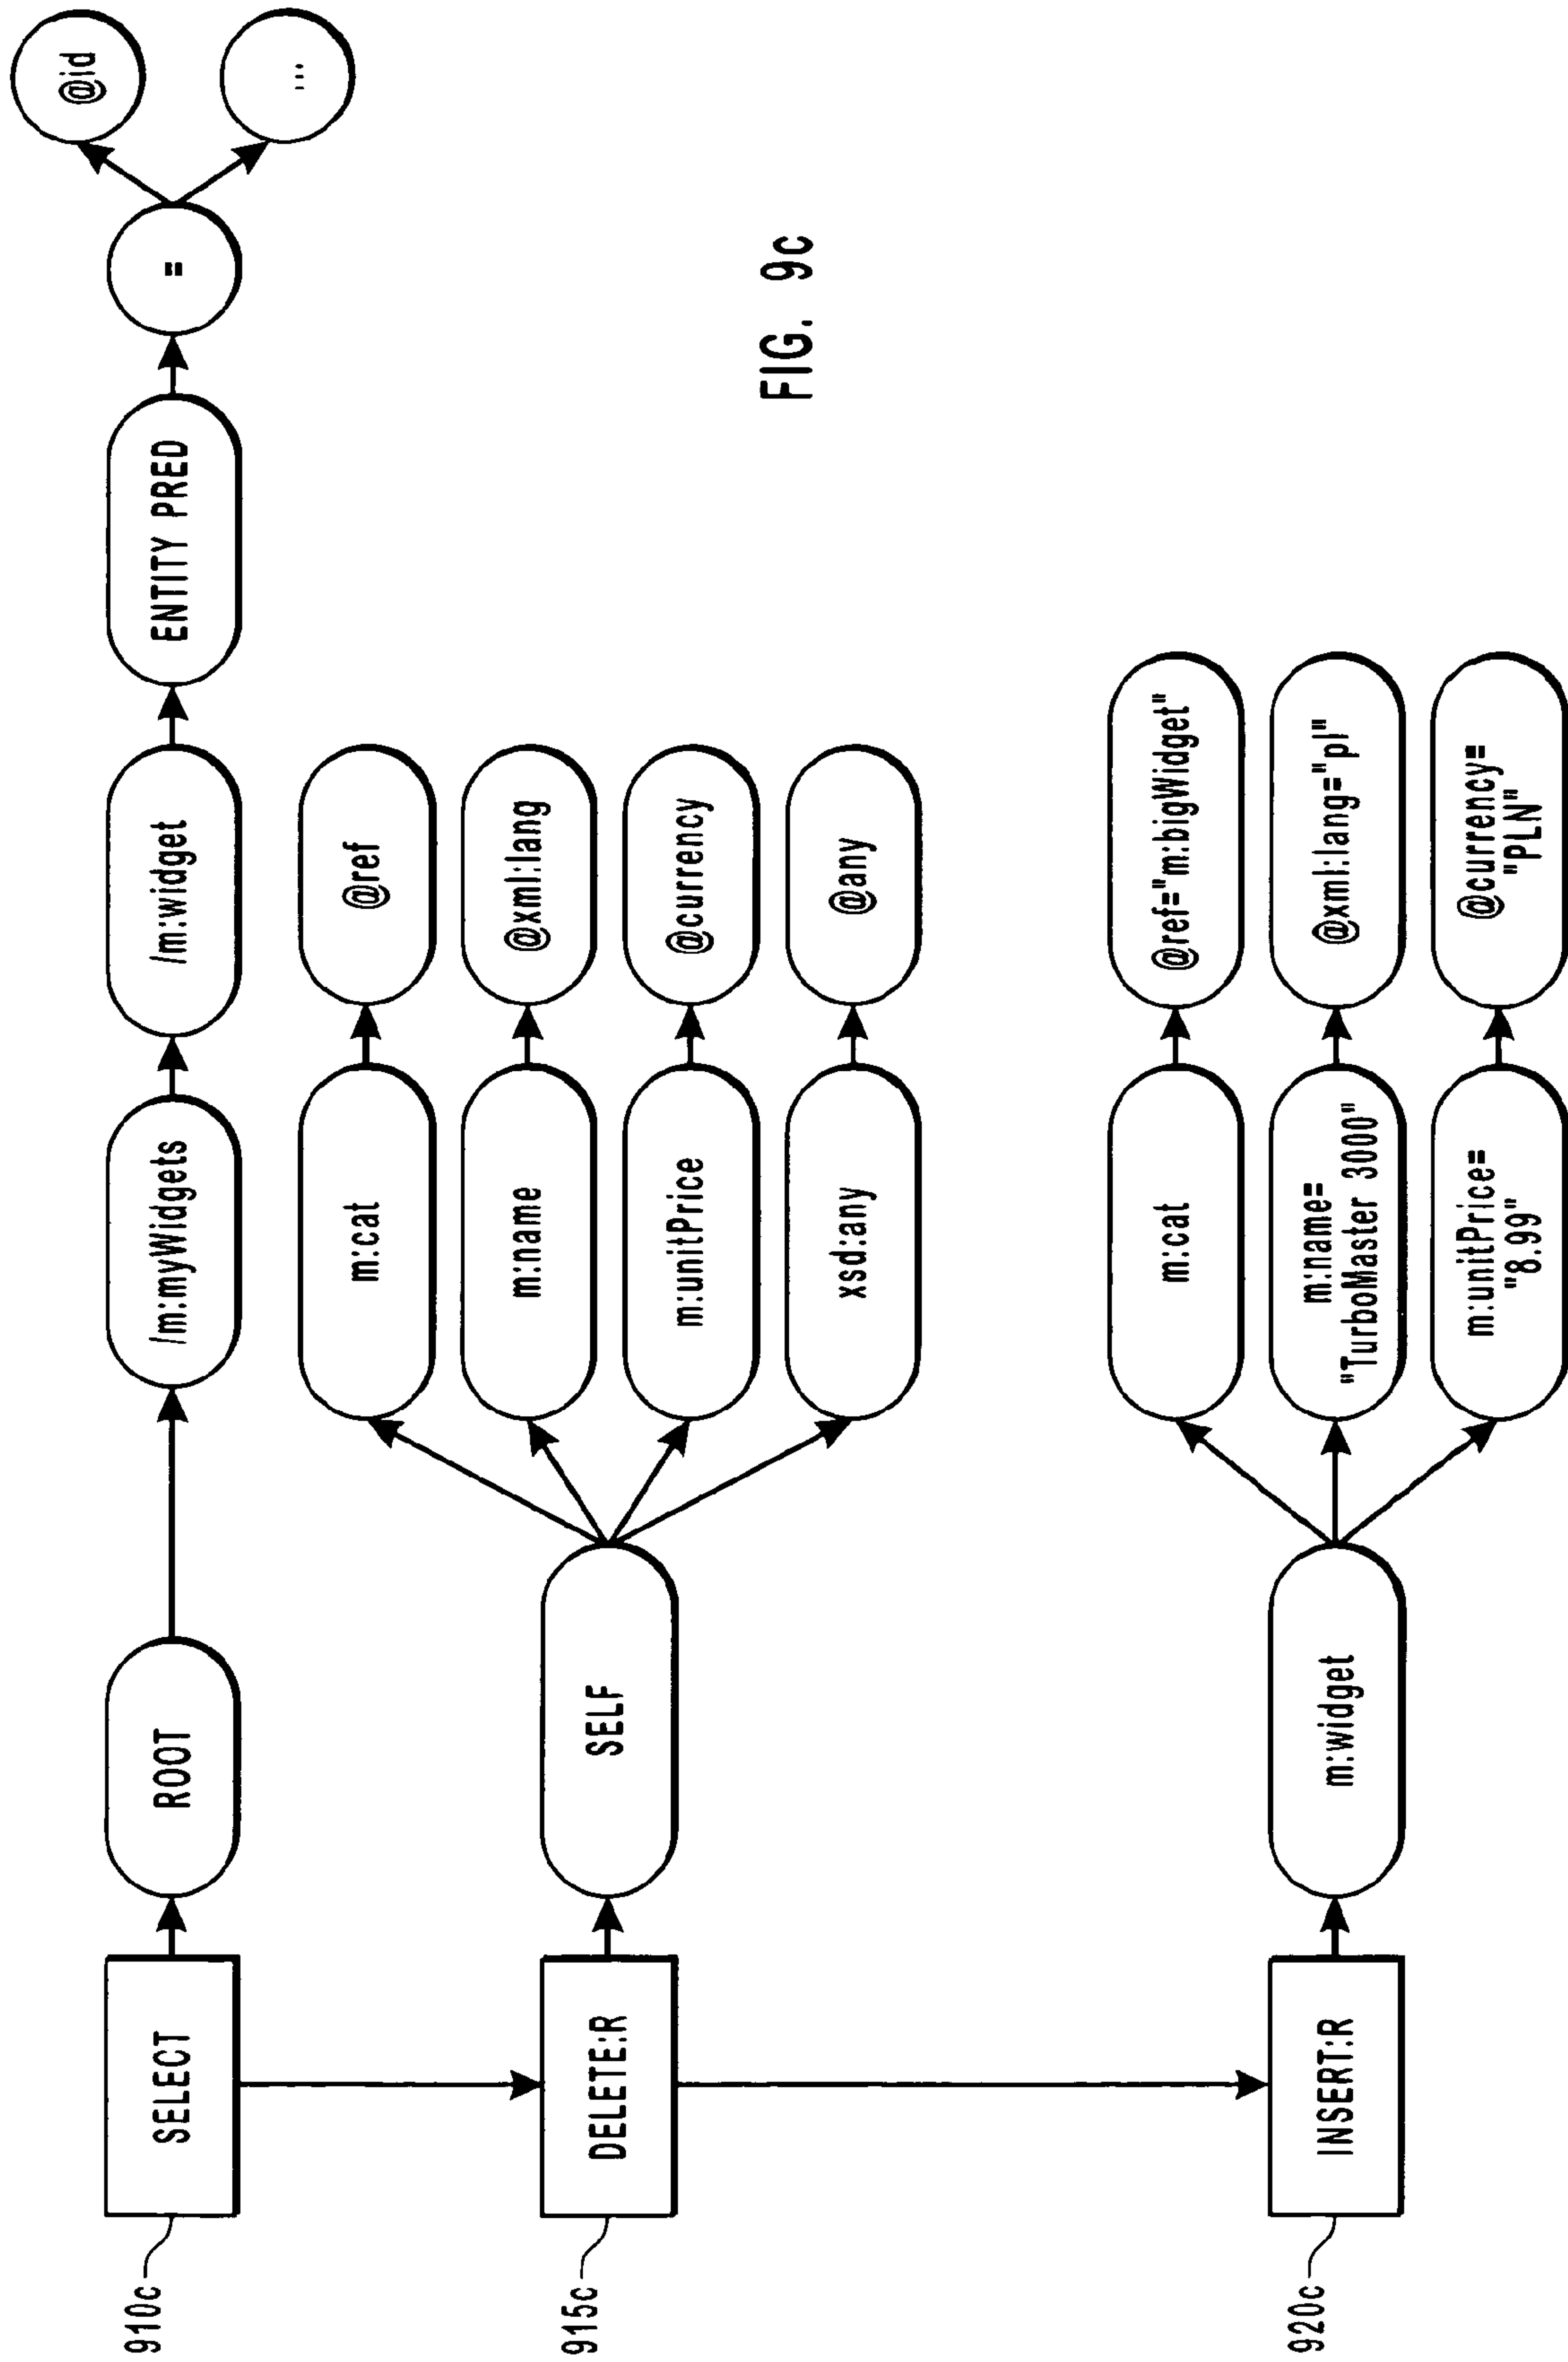 910c
SELECT
ROOT
/m:myWidgets
/m:widget
ENTITY PRED
=
@id
...
915c
DELETE:R
SELF
m:cat
@ref
m:name
@xml:lang
m:unitPrice
@currency
xsd:any
@any
920c
INSERT:R
m:widget
m:cat
@ref="m:bigWidget"
m:name=
"TurboMaster 3000"
@xml:lang="pl"
m:unitPrice=
"8.99"
@currency=
"PLN"
FIG. 9c